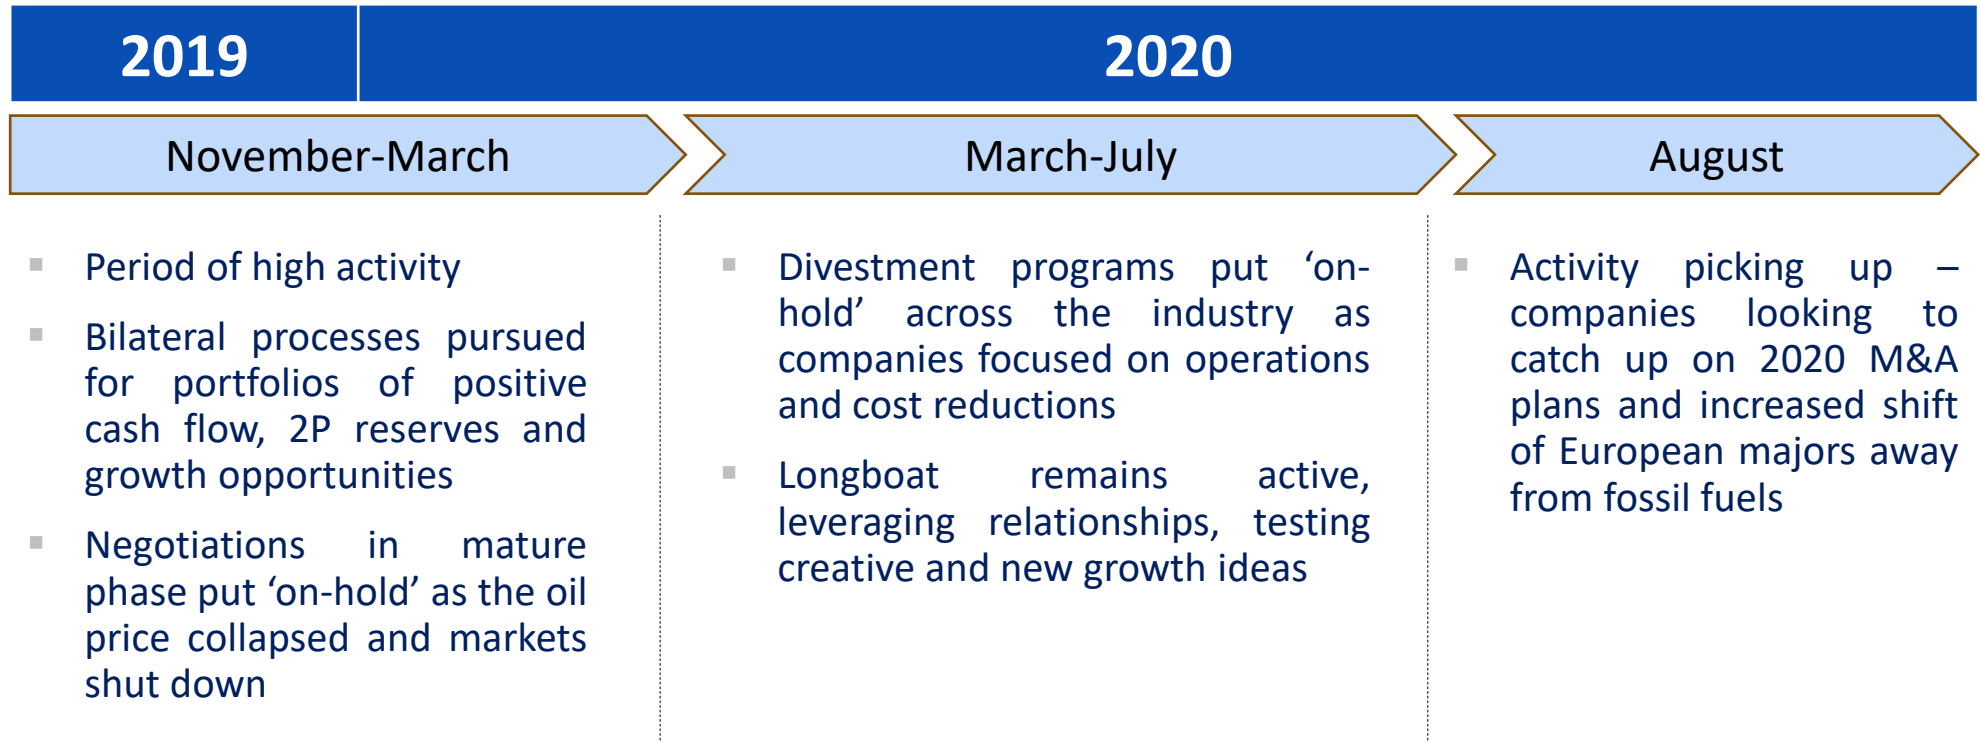 2019
2020
November-March
March-July
August
▪ Period of high activity
▪ Bilateral processes pursued
for portfolios of positive
cash flow, 2P reserves and
growth opportunities
▪ Negotiations in mature
phase put ‘on-hold’ as the oil
price collapsed and markets
shut down
▪ Divestment programs put ‘on-
hold’ across the industry as
companies focused on operations
and cost reductions
▪ Longboat remains active,
leveraging relationships, testing
creative and new growth ideas
▪ Activity picking up –
companies looking to
catch up on 2020 M&A
plans and increased shift
of European majors away
from fossil fuels